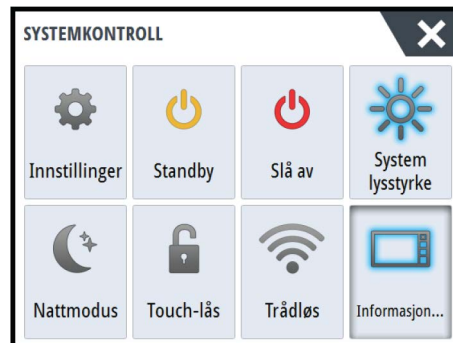 SYSTEMKONTROLL
Innstillinger
Standby
Slå av
System
lysstyrke
Nattmodus
Touch-lås
Trådløs
Informasjon...